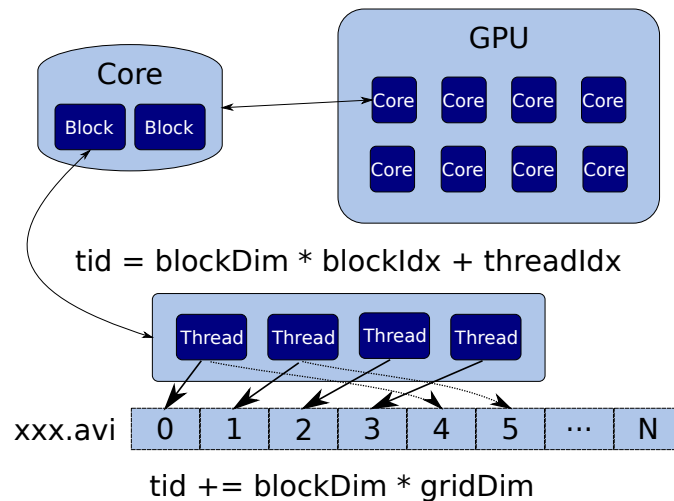 GPU
Core
Core Core Core Core
Block Block
Core Core Core Core
tid = blockDim * blockIdx + threadIdx
Thread Thread Thread Thread
xxx.avi 0 1 2 3 4 5 ... N
tid += blockDim * gridDim